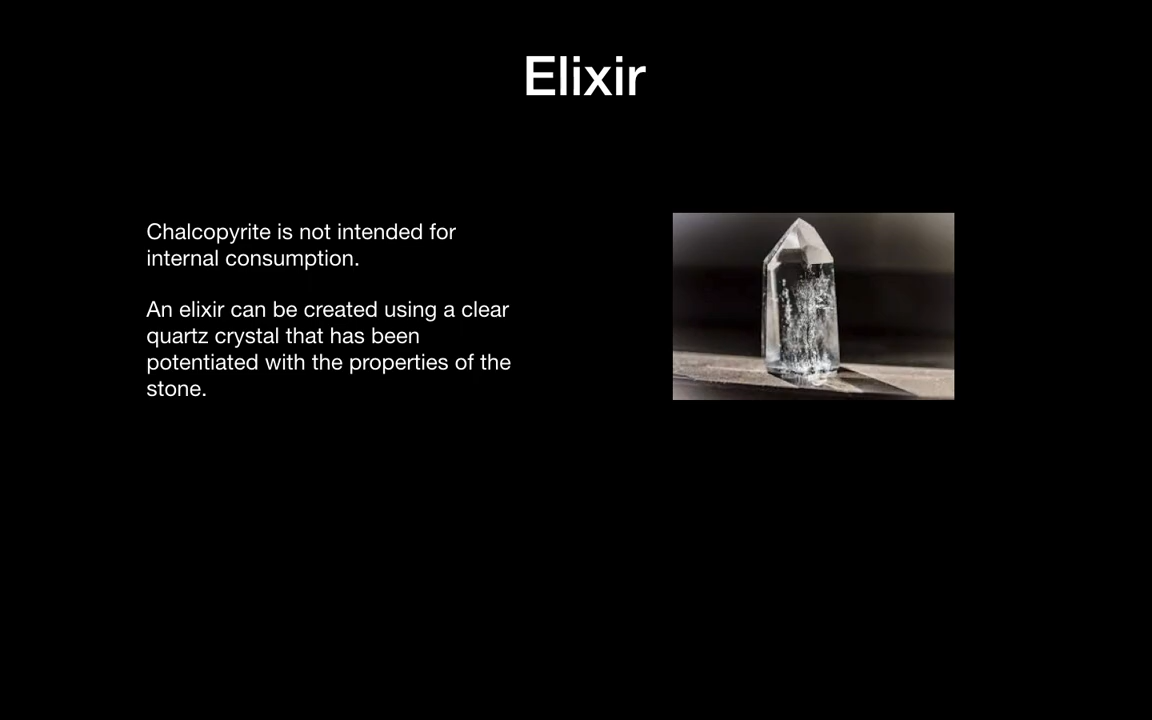 Elixir
Chalcopyrite is not intended for
internal consumption.
An elixir can be created using a clear
quartz crystal that has been
potentiated with the properties of the
stone.